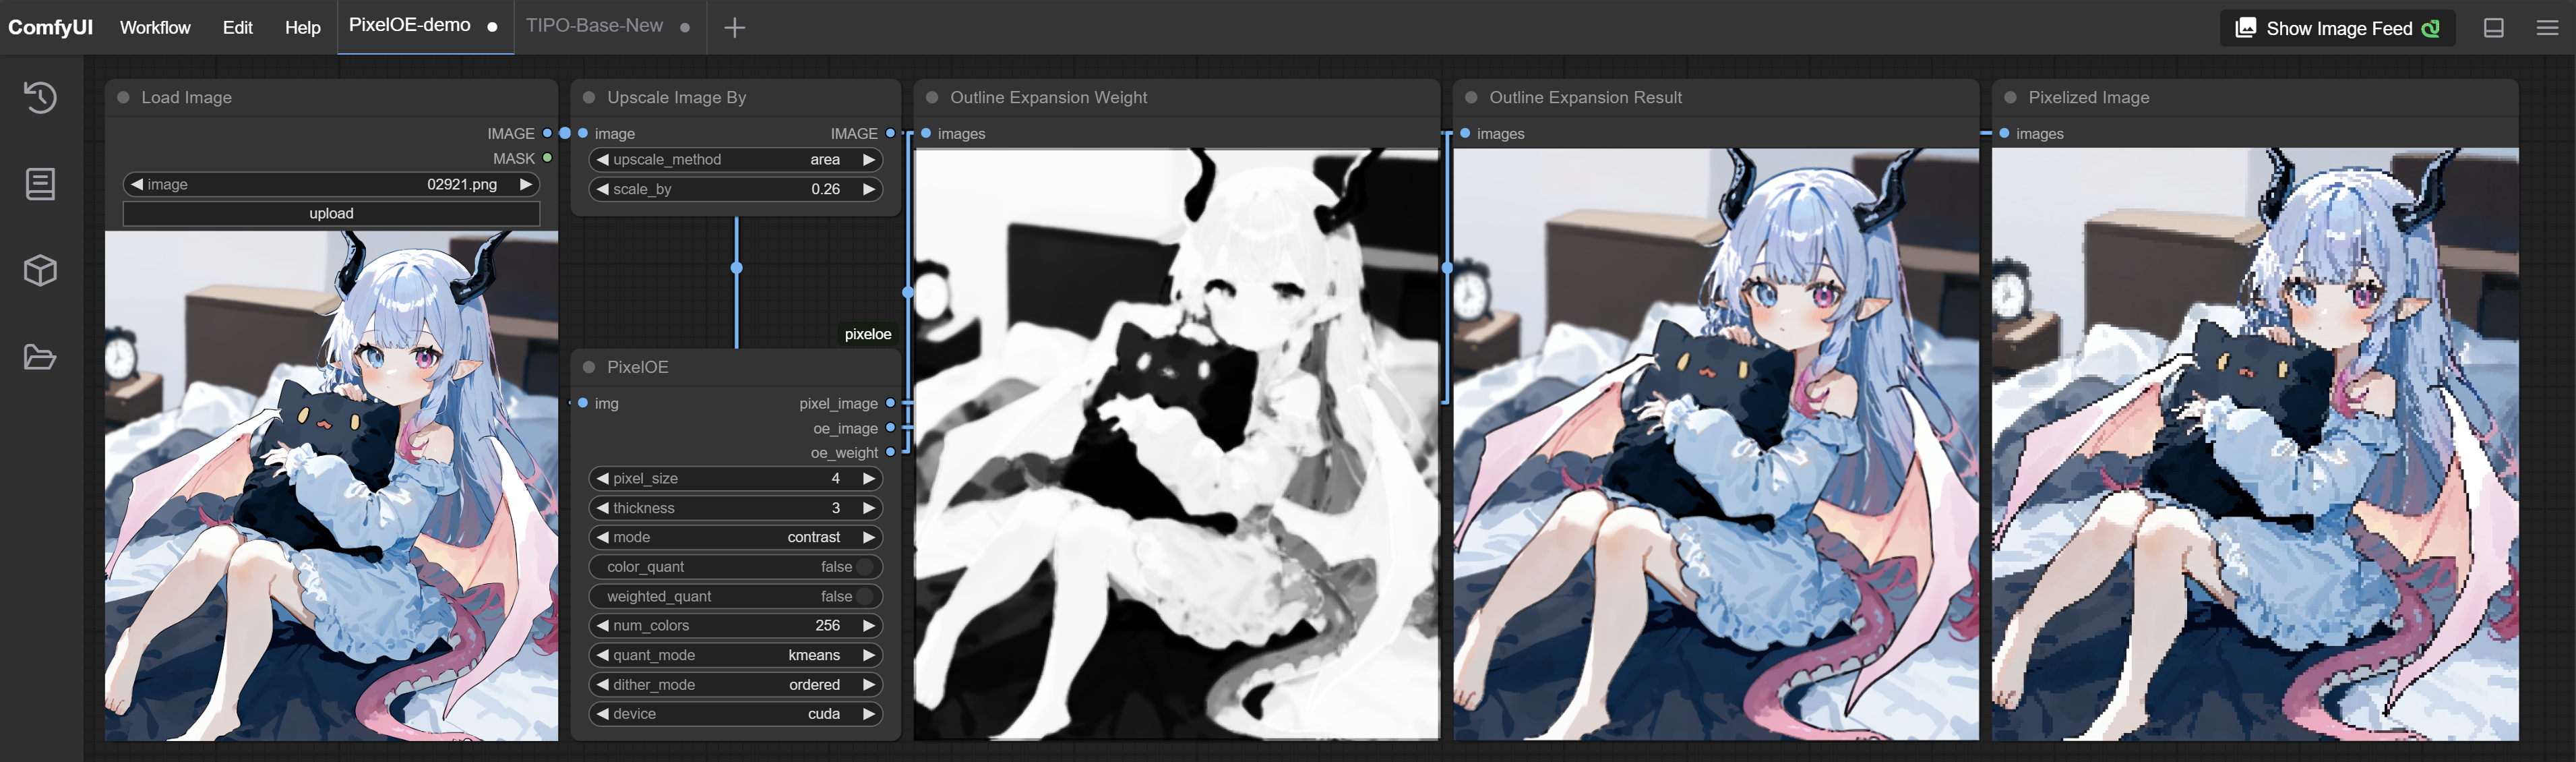 ComfyUI Workflow Edit Help PixelOE-demo TIPO-Base-New Show Image Feed
Load Image
IMAGE
MASK
image 02921.png
upload
Upscale Image By
image IMAGE
upscale_method area
scale_by 0.26
pixeloe
PixelOE
img pixel_image
oe_image
oe_weight
pixel_size 4
thickness 3
mode contrast
color_quant false
weighted_quant false
num_colors 256
quant_mode kmeans
dither_mode ordered
device cuda
Outline Expansion Weight
images
Outline Expansion Result
images
Pixelized Image
images